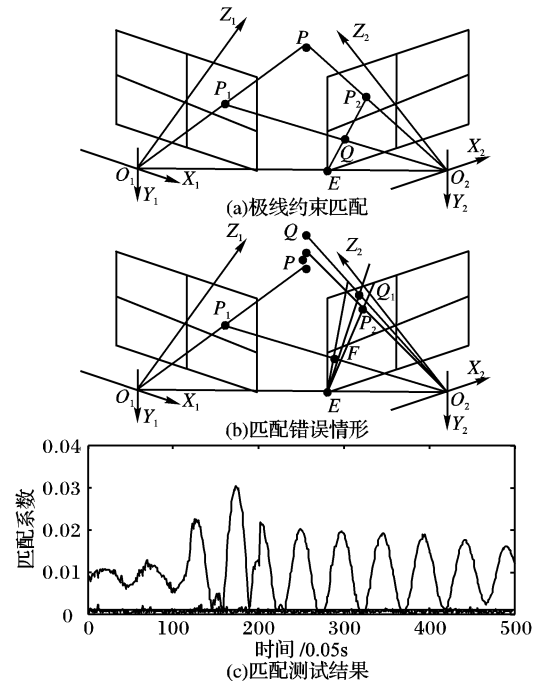 Z₁
P
Z₂
P₁
P₂
Q
X₂
O₁
X₁
Y₁
E
O₂
Y₂
(a)极线约束匹配
Q
Z₁
Z₂
P
Q₁
P₁
P₂
F
X₂
O₁
X₁
Y₁
E
O₂
Y₂
(b)匹配错误情形
0.04
0.03
0.02
0.01
0
匹配系数
0 100 200 300 400 500
时间/0.05s
(c)匹配测试结果